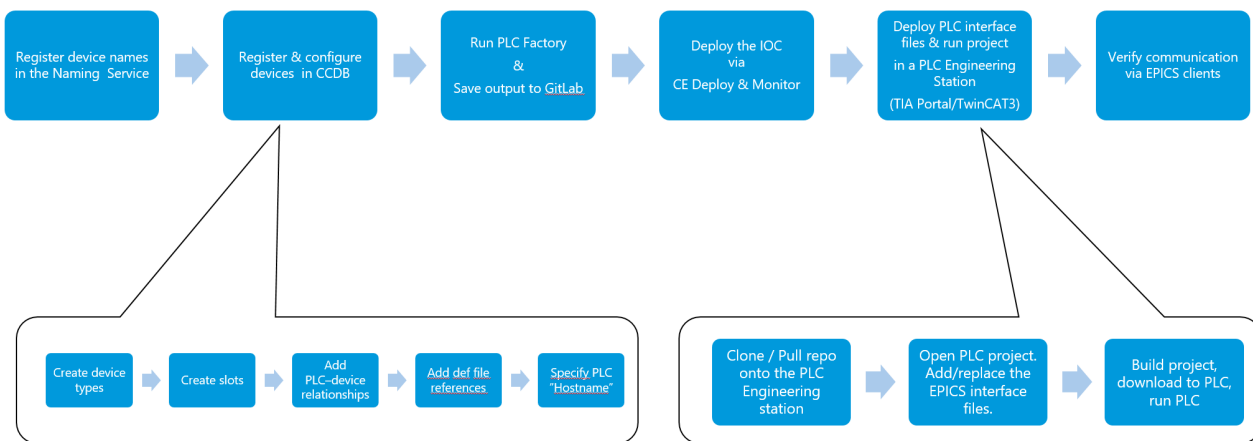 Register device names
in the Naming Service
Register & configure
devices in CCDB
Run PLC Factory
&
Save output to GitLab
Deploy the IOC
via
CE Deploy & Monitor
Deploy PLC interface
files & run project
in a PLC Engineering
Station
(TIA Portal/TwinCAT3)
Verify communication
via EPICS clients
Create device
types
Create slots
Add
PLC–device
relationships
Add def file
references
Specify PLC
"Hostname"
Clone / Pull repo
onto the PLC
Engineering
station
Open PLC project.
Add/replace the
EPICS interface
files.
Build project,
download to PLC,
run PLC